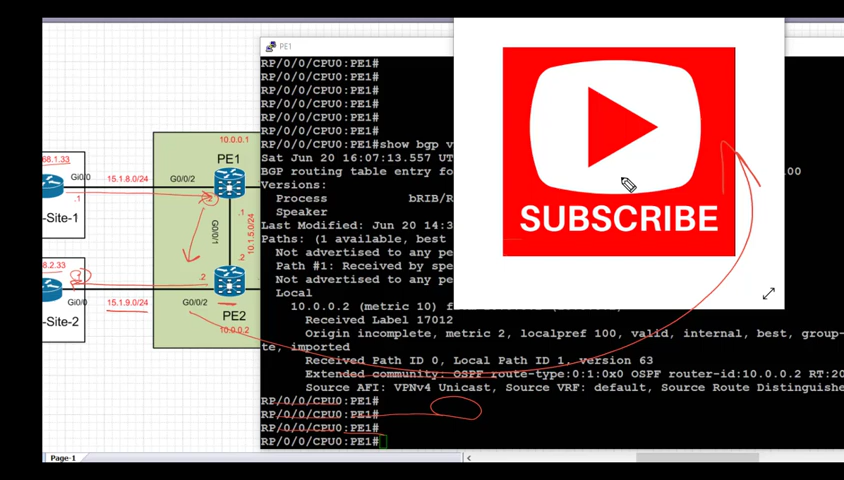 PE1
RP/0/0/CPU0:PE1#
RP/0/0/CPU0:PE1#
RP/0/0/CPU0:PE1#
RP/0/0/CPU0:PE1#
RP/0/0/CPU0:PE1#
RP/0/0/CPU0:PE1#
RP/0/0/CPU0:PE1#show bgp v
Sat Jun 20 16:07:13.557 UT
BGP routing table entry fo 00
Versions:
Process bRIB/R
Speaker
Last Modified: Jun 20 14:3
Paths: (1 available, best
Not advertised to any pe
Path #1: Received by spe
Not advertised to any pe
Local
10.0.0.2 (metric 10) f
Received Label 17012
Origin incomplete, metric 2, localpref 100, valid, internal, best, group-
te, imported
Received Path ID 0, Local Path ID 1, version 63
Extended community: OSPF route-type:0:1:0x0 OSPF router-id:10.0.0.2 RT:20
Source AFI: VPNv4 Unicast, Source VRF: default, Source Route Distinguishe
RP/0/0/CPU0:PE1#
RP/0/0/CPU0:PE1#
RP/0/0/CPU0:PE1#
RP/0/0/CPU0:PE1#
SUBSCRIBE
10.0.0.1
PE1
68.1.33
Gi0/0
15.1.8.0/24
G0/0/2
.1
.1
-Site-1
G0/0/1
10.1.5.0/24
68.2.33
.2
.2
Gi0/0
15.1.9.0/24
G0/0/2
-Site-2
PE2
10.0.0.2
Page-1